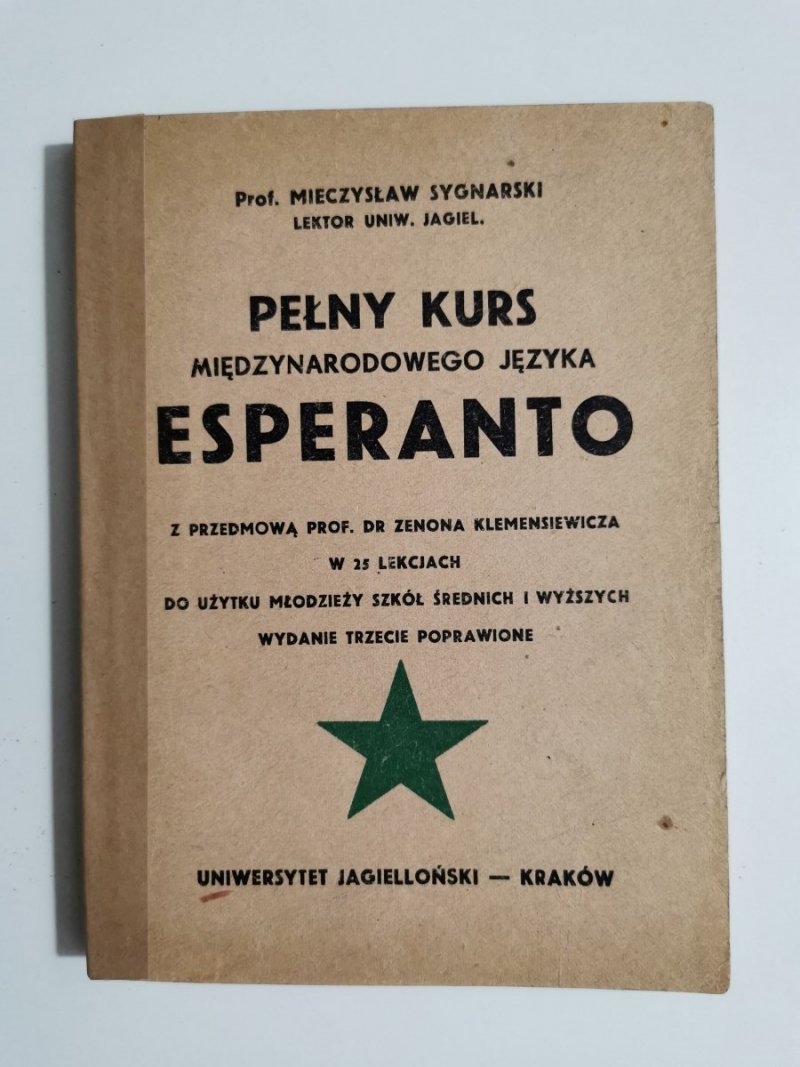 Prof. MIECZYSŁAW SYGNARSKI
LEKTOR UNIW. JAGIEL.
PEŁNY KURS
MIĘDZYNARODOWEGO JĘZYKA
ESPERANTO
Z PRZEDMOWĄ PROF. DR ZENONA KLEMENSIEWICZA
W 25 LEKCJACH
DO UŻYTKU MŁODZIEŻY SZKÓŁ ŚREDNICH I WYŻSZYCH
WYDANIE TRZECIE POPRAWIONE
UNIWERSYTET JAGIELLOŃSKI — KRAKÓW